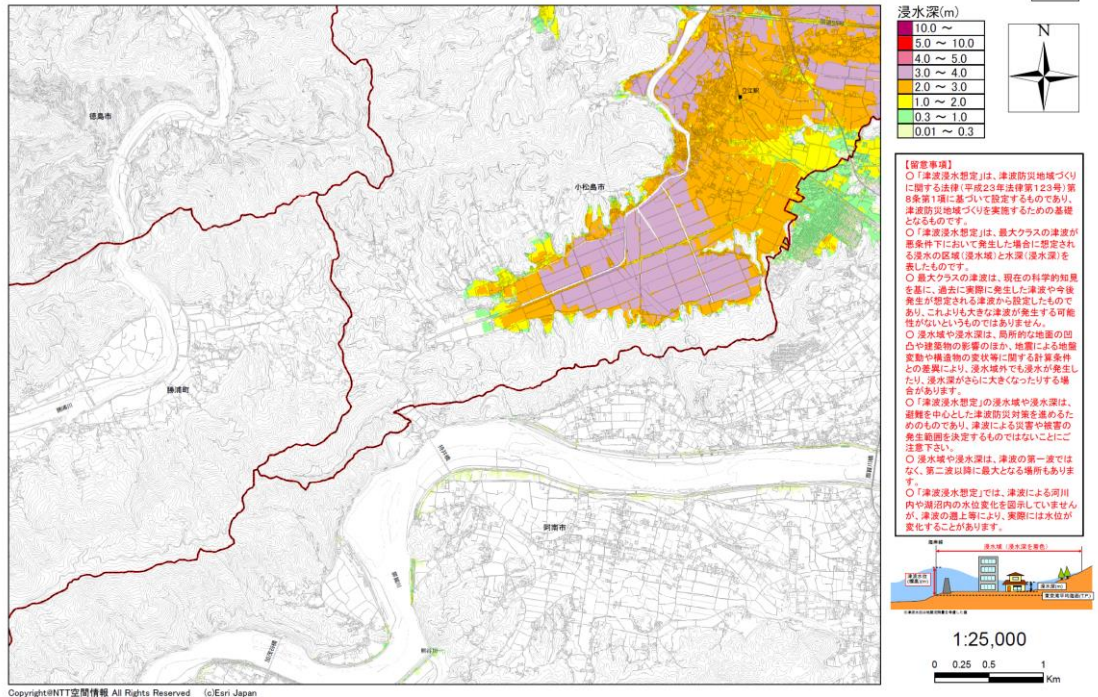 浸水深(m)
10.0 ～
5.0 ～ 10.0
4.0 ～ 5.0
3.0 ～ 4.0
2.0 ～ 3.0
1.0 ～ 2.0
0.3 ～ 1.0
0.01 ～ 0.3
N
徳島市
立江駅
小松島市
勝浦町
勝浦川
阿南市
那賀川
【留意事項】
○「津波浸水想定」は、津波防災地域づくり
に関する法律(平成23年法律第123号)第
8条第1項に基づいて設定するものであり、
津波防災地域づくりを実施するための基礎
となるものです。
○「津波浸水想定」は、最大クラスの津波が
悪条件下において発生した場合に想定され
る浸水の区域(浸水域)と水深(浸水深)を
表したものです。
○ 最大クラスの津波は、現在の科学的知見
を基に、過去に実際に発生した津波や今後
発生が想定される津波から設定したもので
あり、これよりも大きな津波が発生する可能
性がないというものではありません。
○ 浸水域や浸水深は、局所的な地面の凹
凸や建築物の影響のほか、地震による地盤
変動や構造物の変状等に関する計算条件
との差異により、浸水域外でも浸水が発生し
たり、浸水深がさらに大きくなったりする場
合があります。
○「津波浸水想定」の浸水域や浸水深は、
避難を中心とした津波防災対策を進めるた
めのものであり、津波による災害や被害の
発生範囲を決定するものではないことにご
注意下さい。
○ 浸水域や浸水深は、津波の第一波では
なく、第二波以降に最大となる場所もありま
す。
○「津波浸水想定」では、津波による河川
内や湖沼内の水位変化を図示していません
が、津波の遡上等により、実際には水位が
変化することがあります。
浸水域（浸水深を着色）
1:25,000
0 0.25 0.5 1
Km
Copyright©NTT空間情報 All Rights Reserved (c)Esri Japan